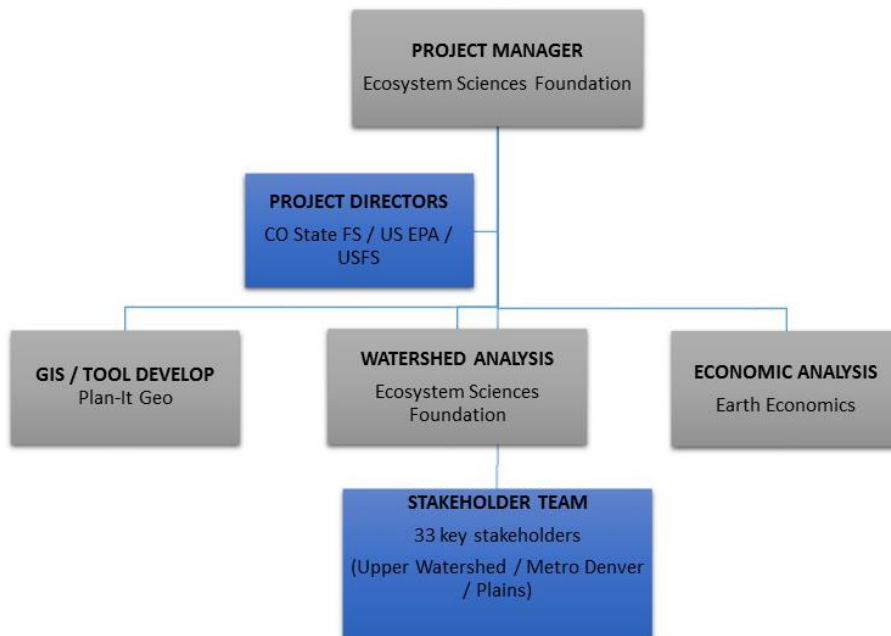 PROJECT MANAGER
Ecosystem Sciences Foundation
PROJECT DIRECTORS
CO State FS / US EPA /
USFS
GIS / TOOL DEVELOP
Plan-It Geo
WATERSHED ANALYSIS
Ecosystem Sciences
Foundation
ECONOMIC ANALYSIS
Earth Economics
STAKEHOLDER TEAM
33 key stakeholders
(Upper Watershed / Metro Denver
/ Plains)